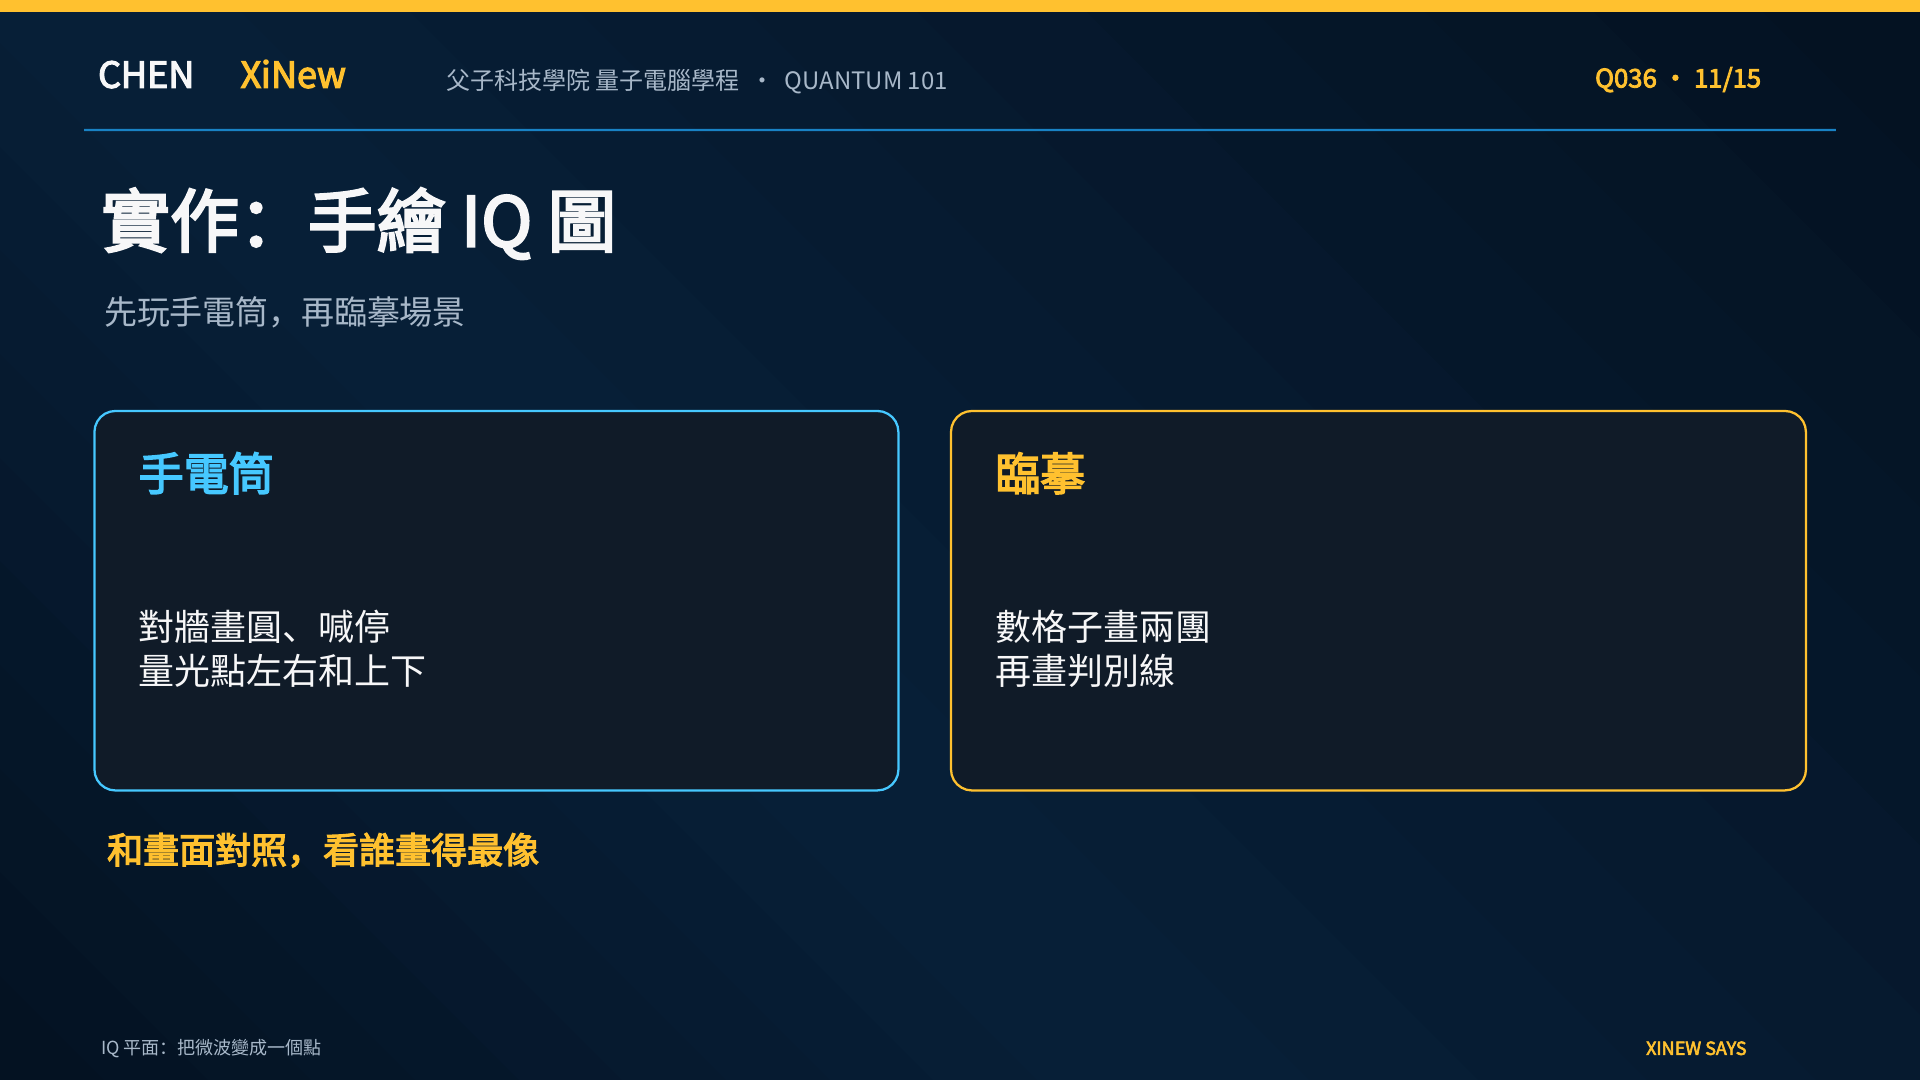 CHEN XiNew 父子科技學院 量子電腦學程 • QUANTUM 101 Q036 • 11/15
實作：手繪 IQ 圖
先玩手電筒，再臨摹場景
手電筒
對牆畫圓、喊停
量光點左右和上下
臨摹
數格子畫兩團
再畫判別線
和畫面對照，看誰畫得最像
IQ 平面：把微波變成一個點 XINEW SAYS